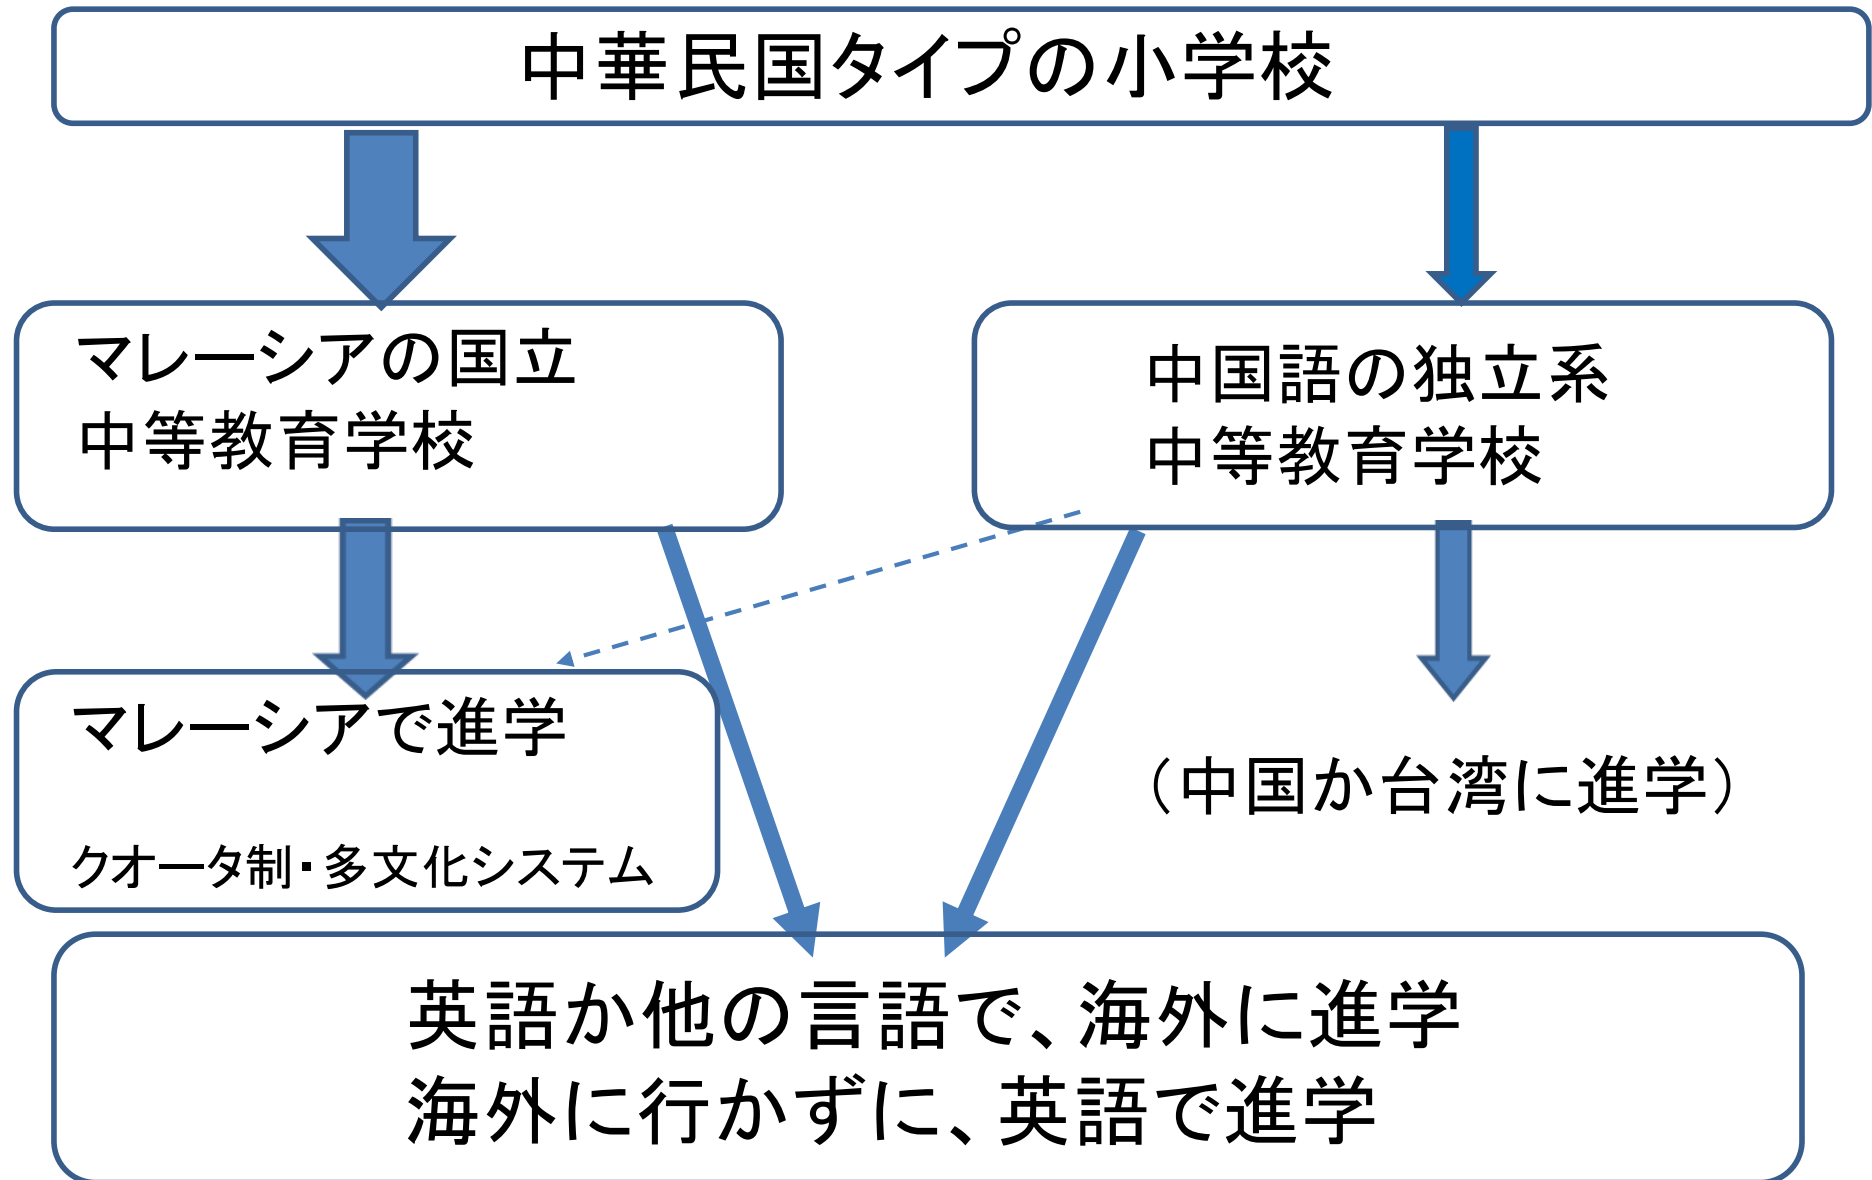 中華民国タイプの小学校
マレーシアの国立
中等教育学校
中国語の独立系
中等教育学校
マレーシアで進学
クオータ制・多文化システム
（中国か台湾に進学）
英語か他の言語で、海外に進学
海外に行かずに、英語で進学